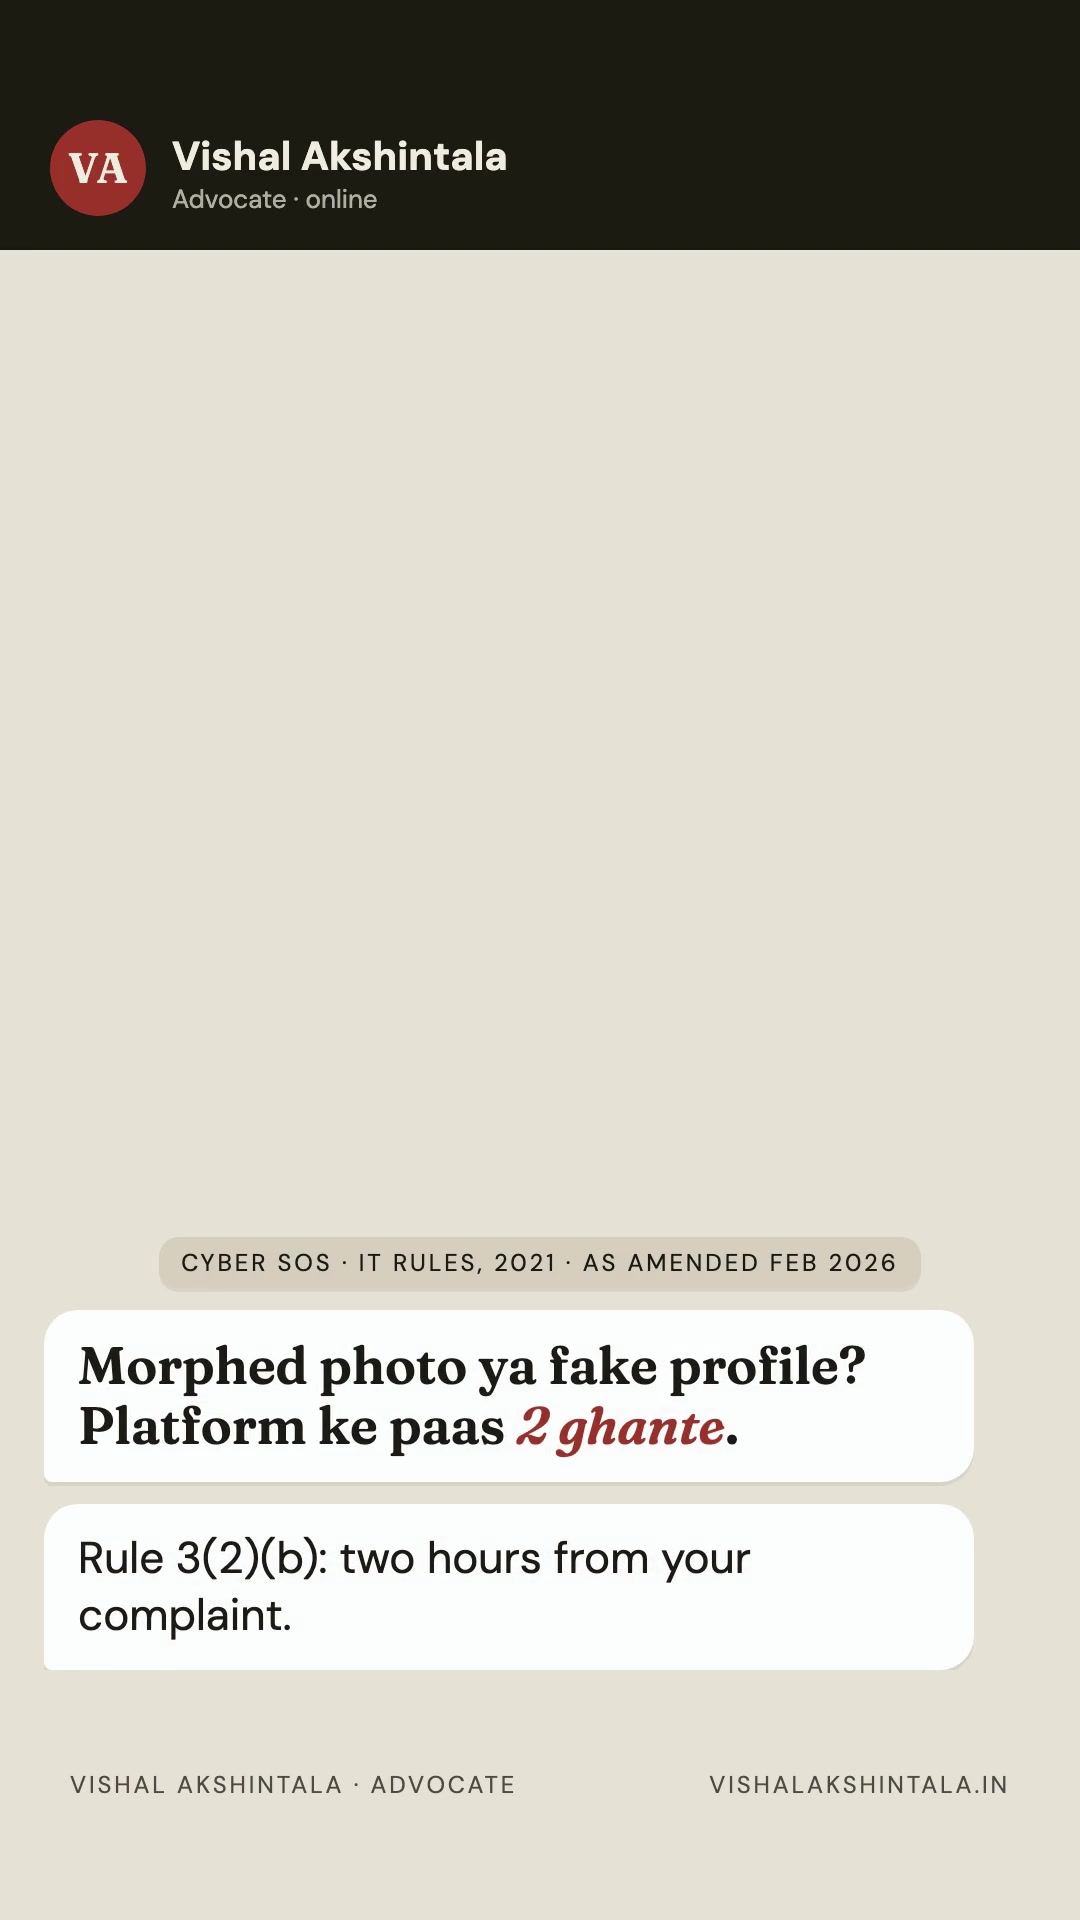 VA
Vishal Akshintala
Advocate · online
CYBER SOS · IT RULES, 2021 · AS AMENDED FEB 2026
Morphed photo ya fake profile?
Platform ke paas 2 ghante.
Rule 3(2)(b): two hours from your
complaint.
VISHAL AKSHINTALA · ADVOCATE
VISHALAKSHINTALA.IN